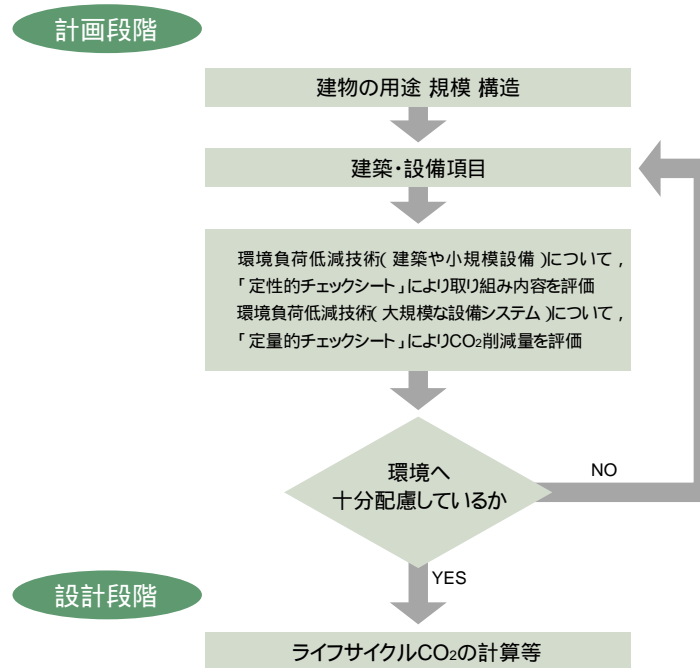 計画段階
建物の用途 規模 構造
建築・設備項目
環境負荷低減技術(建築や小規模設備)について,
「定性的チェックシート」により取り組み内容を評価
環境負荷低減技術(大規模な設備システム)について,
「定量的チェックシート」によりCO₂削減量を評価
環境へ
十分配慮しているか
NO
YES
設計段階
ライフサイクルCO₂の計算等